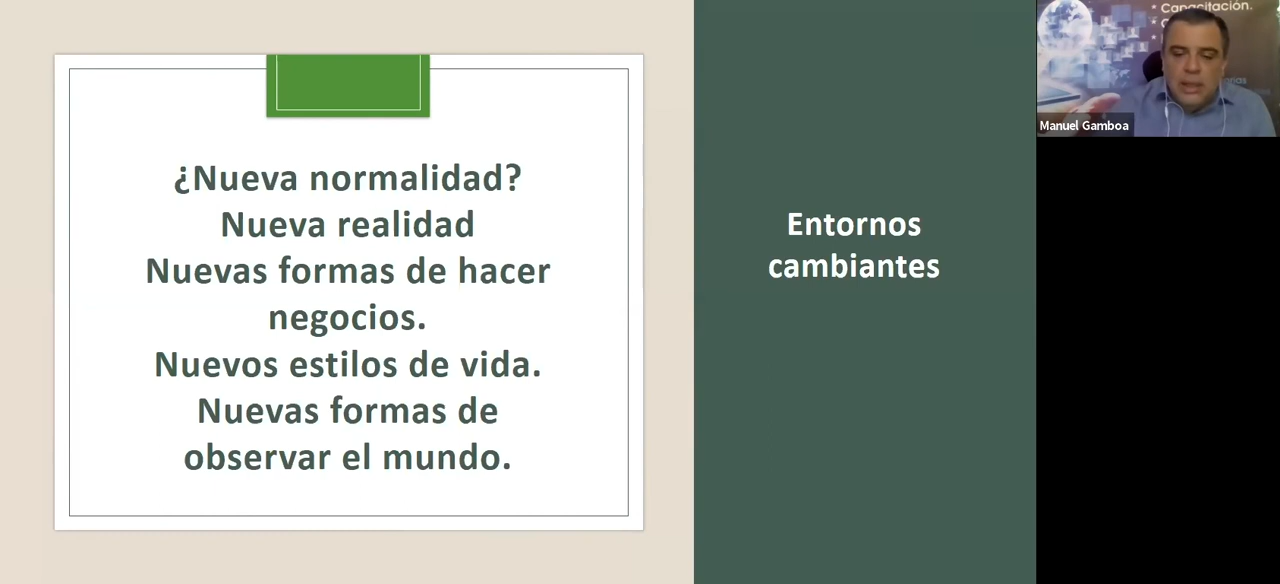 ¿Nueva normalidad?
Nueva realidad
Nuevas formas de hacer
negocios.
Nuevos estilos de vida.
Nuevas formas de
observar el mundo.
Entornos
cambiantes
* Capacitación.
Manuel Gamboa